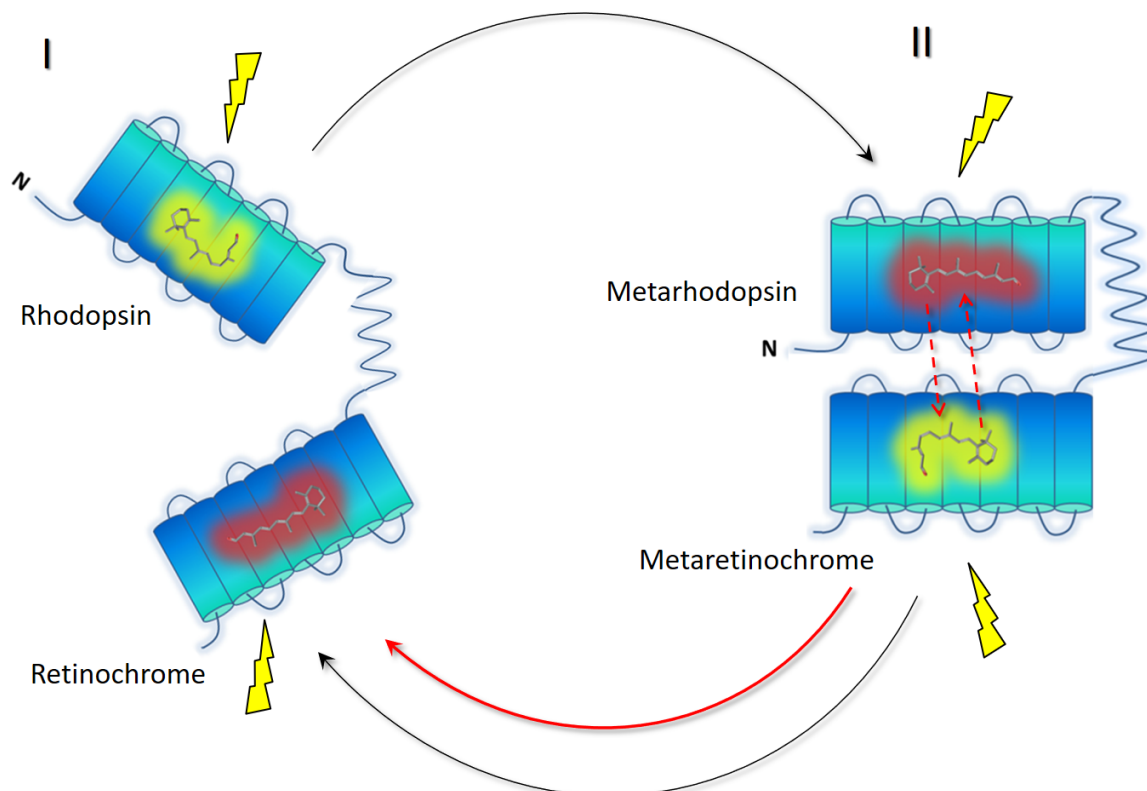 I
II
N
Rhodopsin
Metarhodopsin
N
Metaretinochrome
Retinochrome